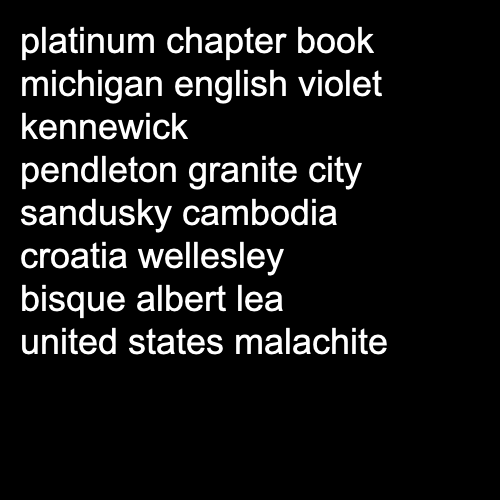 platinum chapter book
michigan english violet
kennewick
pendleton granite city
sandusky cambodia
croatia wellesley
bisque albert lea
united states malachite